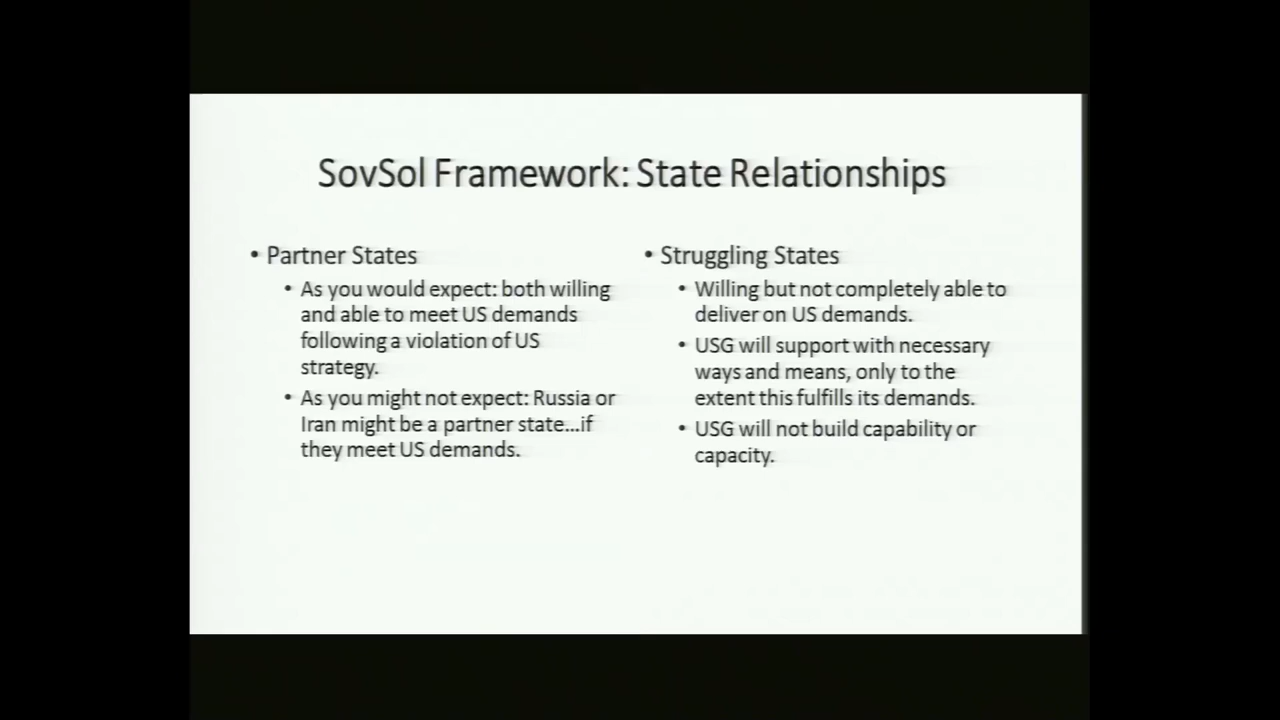 SovSol Framework: State Relationships
• Partner States
• As you would expect: both willing
and able to meet US demands
following a violation of US
strategy.
• As you might not expect: Russia or
Iran might be a partner state...if
they meet US demands.
• Struggling States
• Willing but not completely able to
deliver on US demands.
• USG will support with necessary
ways and means, only to the
extent this fulfills its demands.
• USG will not build capability or
capacity.